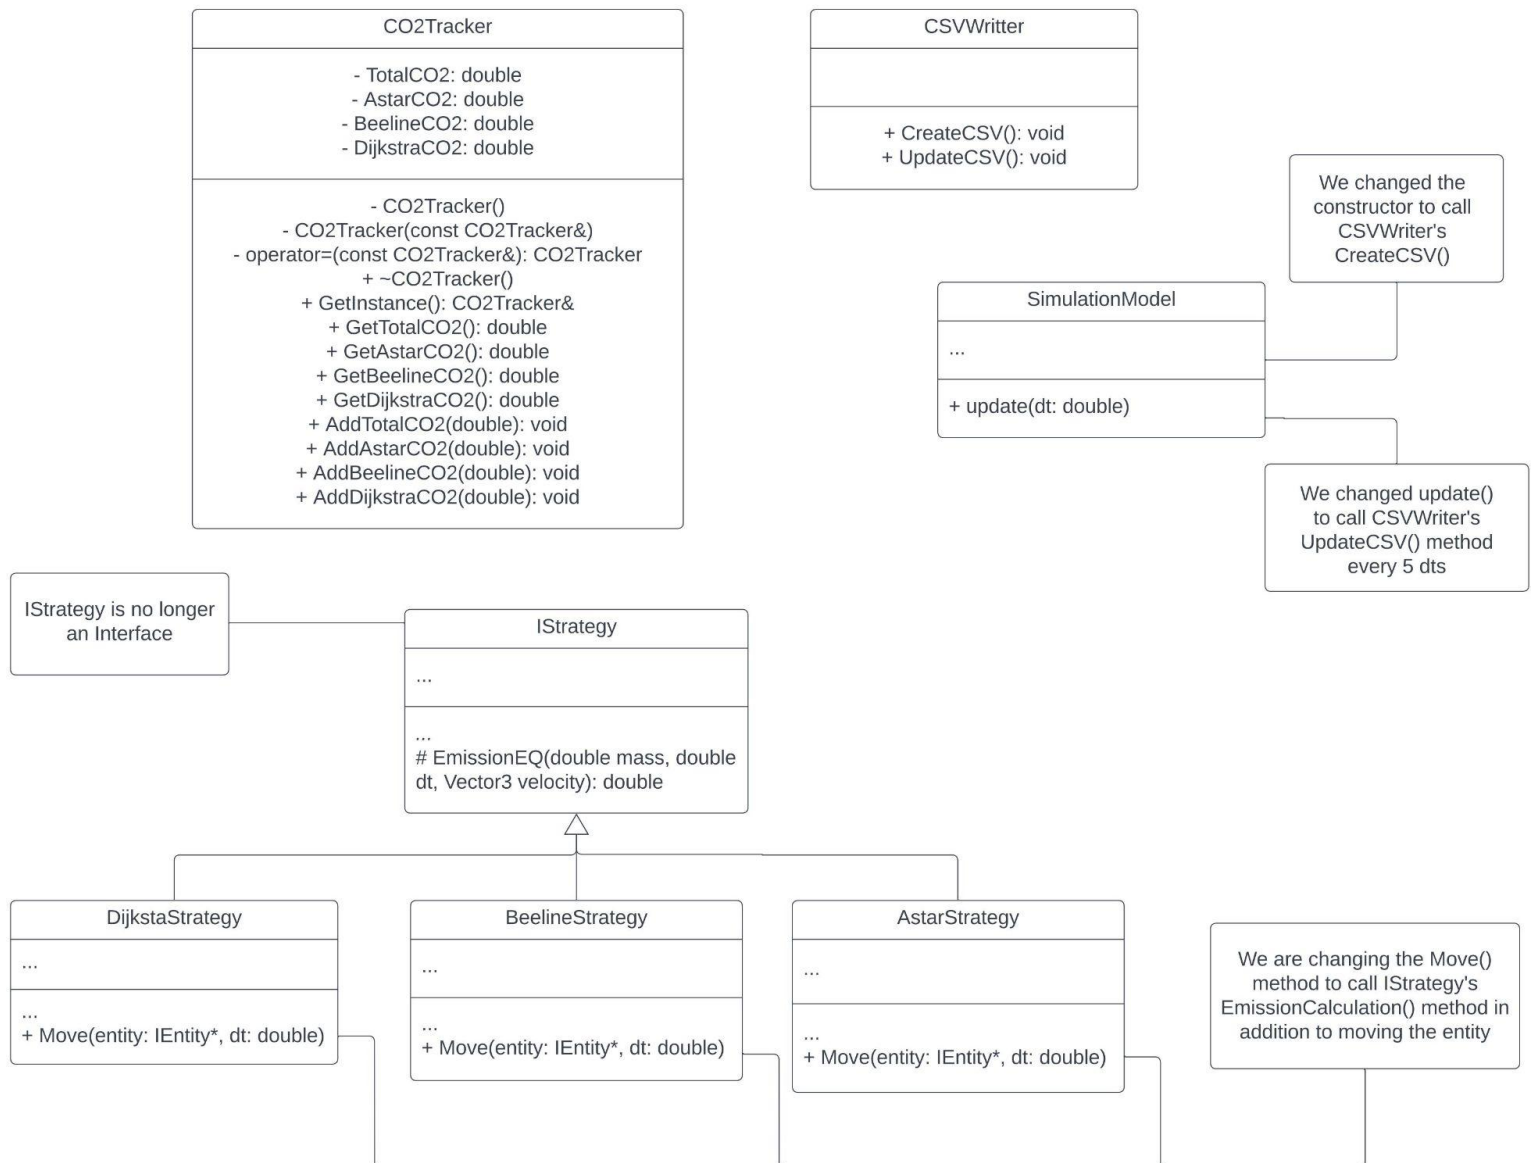 CO2Tracker
- TotalCO2: double
- AstarCO2: double
- BeelineCO2: double
- DijkstraCO2: double
- CO2Tracker()
- CO2Tracker(const CO2Tracker&)
- operator=(const CO2Tracker&): CO2Tracker
+ ~CO2Tracker()
+ GetInstance(): CO2Tracker&
+ GetTotalCO2(): double
+ GetAstarCO2(): double
+ GetBeelineCO2(): double
+ GetDijkstraCO2(): double
+ AddTotalCO2(double): void
+ AddAstarCO2(double): void
+ AddBeelineCO2(double): void
+ AddDijkstraCO2(double): void
CSVWritter
+ CreateCSV(): void
+ UpdateCSV(): void
We changed the
constructor to call
CSVWriter's
CreateCSV()
SimulationModel
...
+ update(dt: double)
We changed update()
to call CSVWriter's
UpdateCSV() method
every 5 dts
IStrategy is no longer
an Interface
IStrategy
...
...
# EmissionEQ(double mass, double
dt, Vector3 velocity): double
DijkstaStrategy
...
...
+ Move(entity: IEntity*, dt: double)
BeelineStrategy
...
...
+ Move(entity: IEntity*, dt: double)
AstarStrategy
...
...
+ Move(entity: IEntity*, dt: double)
We are changing the Move()
method to call IStrategy's
EmissionCalculation() method in
addition to moving the entity